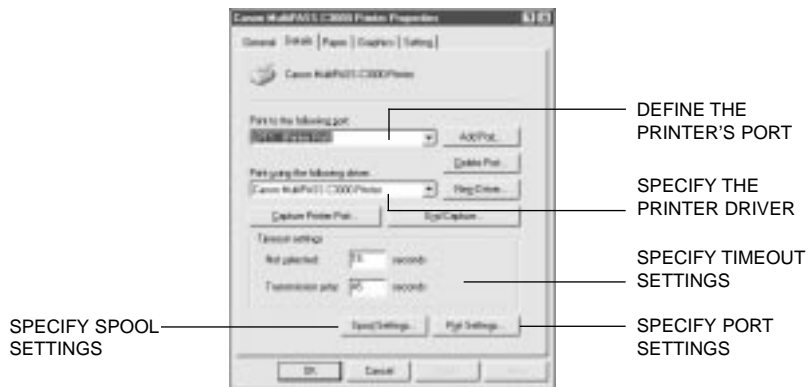 Canon MultiPASS C3000 Printer Properties
General Details Paper Graphics Setting
Canon MultiPASS C3000 Printer
Print to the following port:
Add Port...
Delete Port...
Print using the following driver:
Canon MultiPASS C3000 Printer
New Driver...
Capture Printer Port...
End Capture...
Timeout settings
Not selected: 15 seconds
Transmission retry: 45 seconds
Spool Settings...
Port Settings...
OK
Cancel
DEFINE THE
PRINTER'S PORT
SPECIFY THE
PRINTER DRIVER
SPECIFY TIMEOUT
SETTINGS
SPECIFY SPOOL
SETTINGS
SPECIFY PORT
SETTINGS